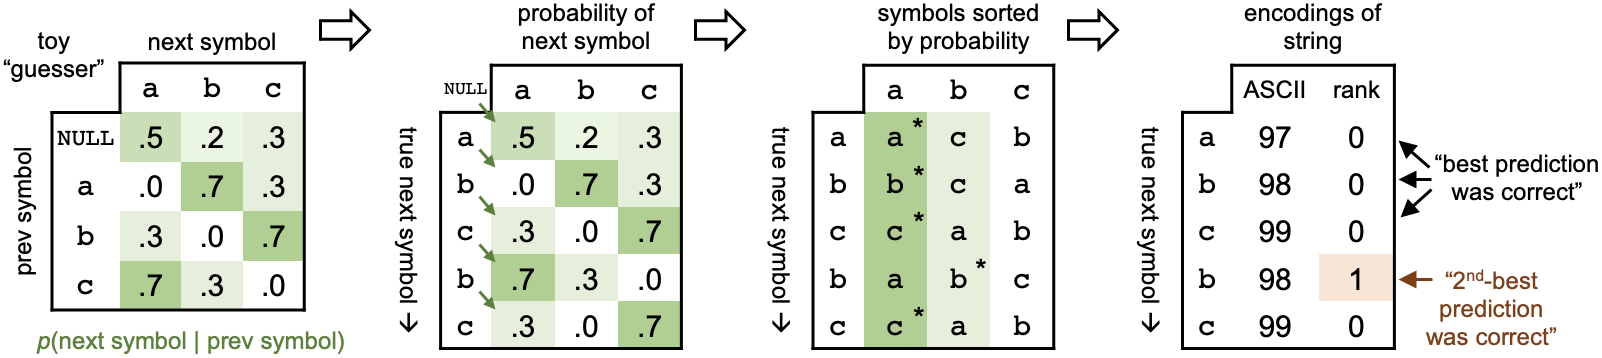 toy
“guesser”
next symbol
a b c
NULL .5 .2 .3
a .0 .7 .3
b .3 .0 .7
c .7 .3 .0
prev symbol
p(next symbol | prev symbol)
probability of
next symbol
NULL a b c
a .5 .2 .3
b .0 .7 .3
c .3 .0 .7
b .7 .3 .0
c .3 .0 .7
true next symbol →
symbols sorted
by probability
a b c
a a* c b
b b* c a
c c* a b
b a b* c
c c* a b
true next symbol →
encodings of
string
ASCII rank
a 97 0
b 98 0
c 99 0
b 98 1
c 99 0
true next symbol →
“best prediction
was correct”
“2nd-best
prediction
was correct”